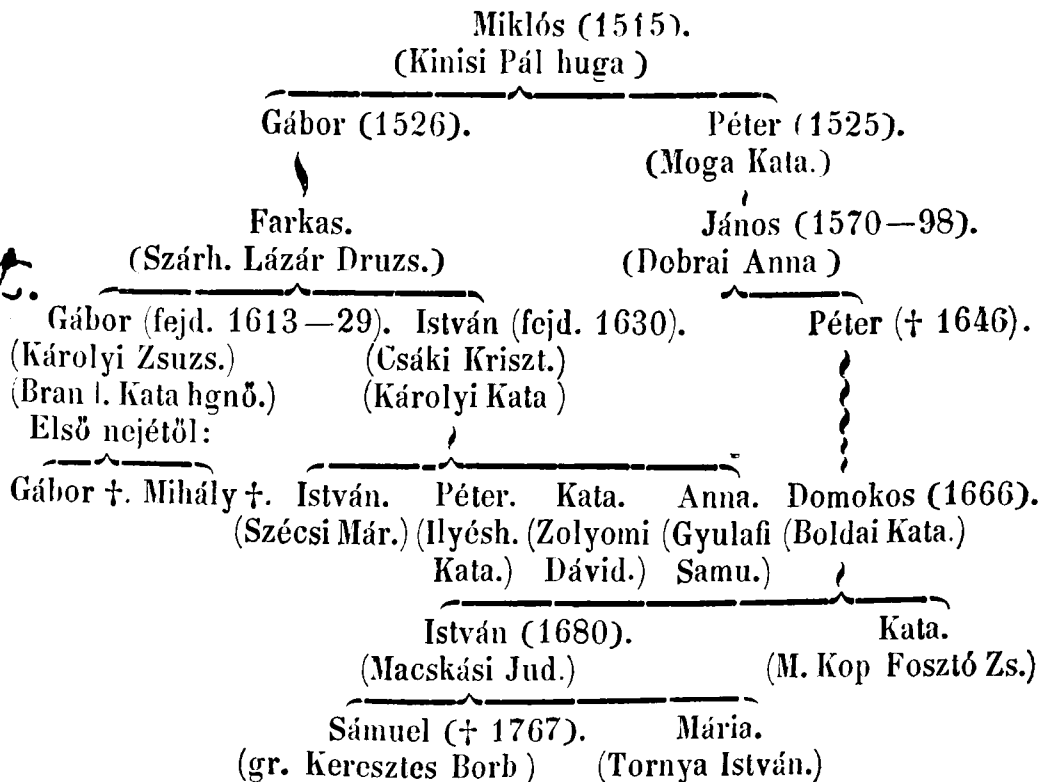 Miklós (1515).
(Kinisi Pál huga )
Gábor (1526). Péter (1525).
(Moga Kata.)
Farkas. János (1570—98).
(Szárh. Lázár Druzs.) (Dobrai Anna )
Gábor (fejd. 1613—29). István (fejd. 1630). Péter († 1646).
(Károlyi Zsuzs.) (Csáki Kriszt.)
(Bran l. Kata hgnő.) (Károlyi Kata )
Első nejétől:
Gábor †. Mihály †. István. Péter. Kata. Anna. Domokos (1666).
(Szécsi Már.) (Ilyésh. (Zolyomi (Gyulafi (Boldai Kata.)
Kata.) Dávid.) Samu.)
István (1680). Kata.
(Macskási Jud.) (M. Kop Fosztó Zs.)
Sámuel († 1767). Mária.
(gr. Keresztes Borb ) (Tornya István.)